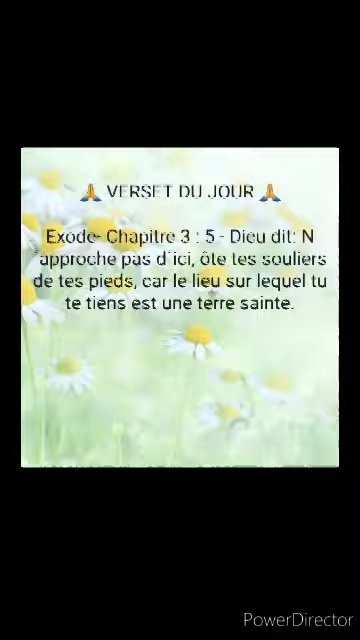 🙏 VERSET DU JOUR 🙏
Exode- Chapitre 3 : 5 - Dieu dit: N
´approche pas d´ici, ôte tes souliers
de tes pieds, car le lieu sur lequel tu
te tiens est une terre sainte.
PowerDirector